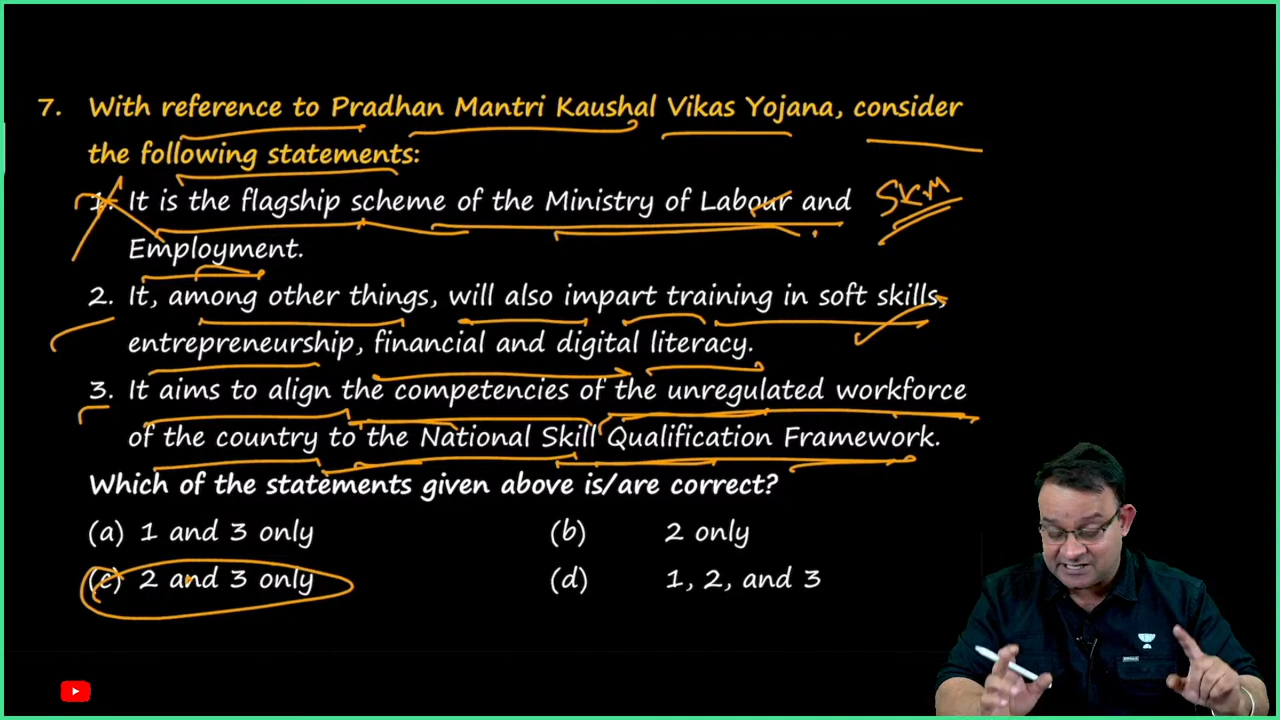 7. With reference to Pradhan Mantri Kaushal Vikas Yojana, consider
the following statements:
1. It is the flagship scheme of the Ministry of Labour and
SKM
Employment.
2. It, among other things, will also impart training in soft skills,
entrepreneurship, financial and digital literacy.
3. It aims to align the competencies of the unregulated workforce
of the country to the National Skill Qualification Framework.
Which of the statements given above is/are correct?
(a) 1 and 3 only (b) 2 only
(c) 2 and 3 only (d) 1, 2, and 3